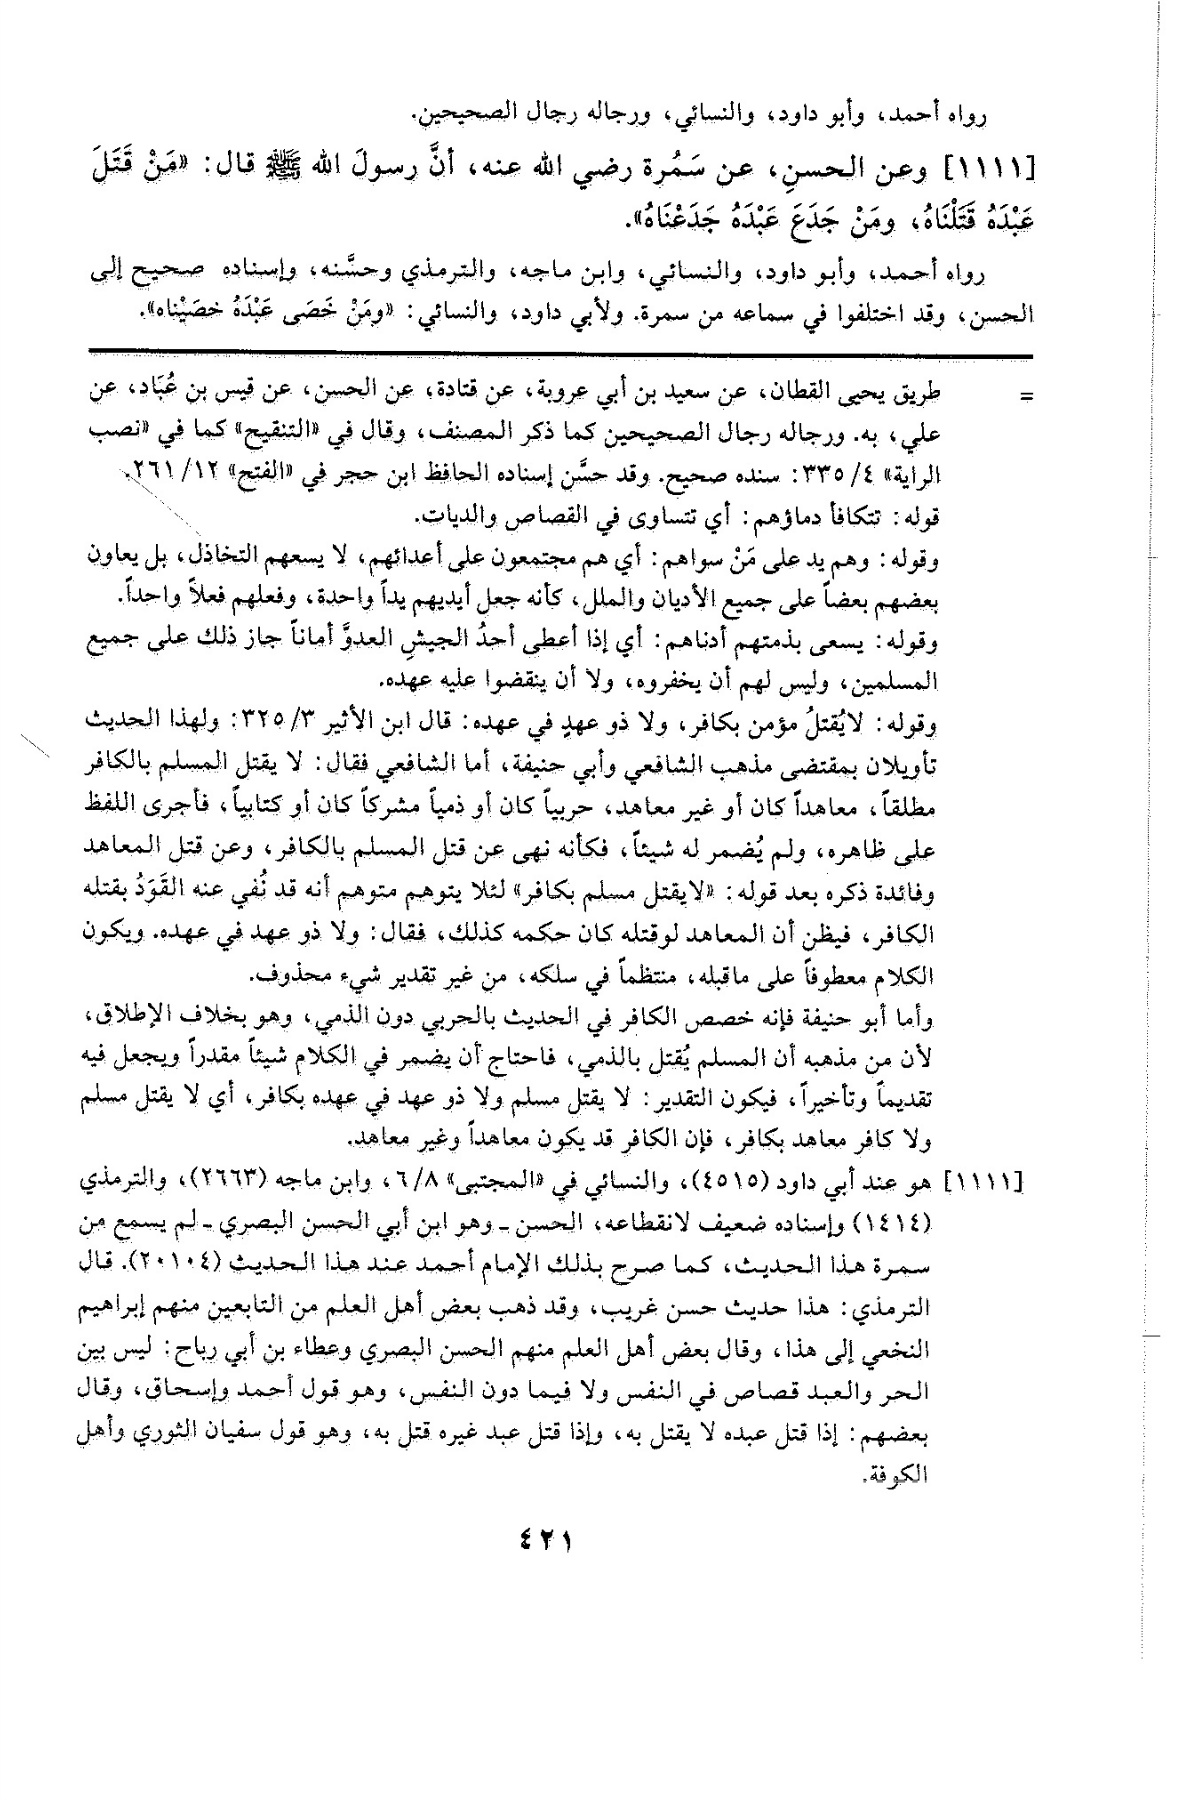 رواه أحمد، وأبو داود، والنسائي، ورجاله رجال الصحيحين.
[١١١١] وعن الحسنِ، عن سَمُرة رضي الله عنه، أنَّ رسولَ الله ﷺ قال: «مَنْ قَتَلَ
عَبْدَهُ قَتَلْنَاهُ، ومَنْ جَدَعَ عَبْدَهُ جَدَعْنَاهُ».
رواه أحمد، وأبو داود، والنسائي، وابن ماجه، والترمذي وحسَّنه، وإسناده صحيح إلى
الحسن، وقد اختلفوا في سماعه من سمرة. ولأبي داود، والنسائي: «ومَنْ خَصَى عَبْدَهُ خصَيْناه».
= طريق يحيى القطان، عن سعيد بن أبي عروبة، عن قتادة، عن الحسن، عن قيس بن عُبَاد، عن
علي، به. ورجاله رجال الصحيحين كما ذكر المصنف، وقال في «التنقيح» كما في «نصب
الراية» ٤/ ٣٣٥: سنده صحيح. وقد حسَّن إسناده الحافظ ابن حجر في «الفتح» ١٢/ ٢٦١.
قوله: تتكافأ دماؤهم: أي تتساوى في القصاص والديات.
وقوله: وهم يد على مَنْ سواهم: أي هم مجتمعون على أعدائهم، لا يسعهم التخاذل، بل يعاون
بعضهم بعضاً على جميع الأديان والملل، كأنه جعل أيديهم يداً واحدة، وفعلهم فعلاً واحداً.
وقوله: يسعى بذمتهم أدناهم: أي إذا أعطى أحدُ الجيشِ العدوَّ أماناً جاز ذلك على جميع
المسلمين، وليس لهم أن يخفروه، ولا أن ينقضوا عليه عهده.
وقوله: لايُقتلُ مؤمن بكافر، ولا ذو عهدٍ في عهده: قال ابن الأثير ٣/ ٣٢٥: ولهذا الحديث
تأويلان بمقتضى مذهب الشافعي وأبي حنيفة، أما الشافعي فقال: لا يقتل المسلم بالكافر
مطلقاً، معاهداً كان أو غير معاهد، حربياً كان أو ذمياً مشركاً كان أو كتابياً، فأجرى اللفظ
على ظاهره، ولم يُضمر له شيئاً، فكأنه نهى عن قتل المسلم بالكافر، وعن قتل المعاهد
وفائدة ذكره بعد قوله: «لايقتل مسلم بكافر» لئلا يتوهم متوهم أنه قد نُفي عنه القَوَدُ بقتله
الكافر، فيظن أن المعاهد لوقتله كان حكمه كذلك، فقال: ولا ذو عهد في عهده. ويكون
الكلام معطوفاً على ماقبله، منتظماً في سلكه، من غير تقدير شيء محذوف.
وأما أبو حنيفة فإنه خصص الكافر في الحديث بالحربي دون الذمي، وهو بخلاف الإطلاق،
لأن من مذهبه أن المسلم يُقتل بالذمي، فاحتاج أن يضمر في الكلام شيئاً مقدراً ويجعل فيه
تقديماً وتأخيراً، فيكون التقدير: لا يقتل مسلم ولا ذو عهد في عهده بكافر، أي لا يقتل مسلم
ولا كافر معاهد بكافر، فإن الكافر قد يكون معاهداً وغير معاهد.
[١١١١] هو عند أبي داود (٤٥١٥)، والنسائي في «المجتبى» ٨/ ٦، وابن ماجه (٢٦٦٣)، والترمذي
(١٤١٤) وإسناده ضعيف لانقطاعه، الحسن ـ وهو ابن أبي الحسن البصري ـ لم يسمع من
سمرة هذا الحديث، كما صرح بذلك الإمام أحمد عند هذا الحديث (٢٠١٠٤). قال
الترمذي: هذا حديث حسن غريب، وقد ذهب بعض أهل العلم من التابعين منهم إبراهيم
النخعي إلى هذا، وقال بعض أهل العلم منهم الحسن البصري وعطاء بن أبي رباح: ليس بين
الحر والعبد قصاص في النفس ولا فيما دون النفس، وهو قول أحمد وإسحاق، وقال
بعضهم: إذا قتل عبده لا يقتل به، وإذا قتل عبد غيره قتل به، وهو قول سفيان الثوري وأهل
الكوفة.
٤٢١